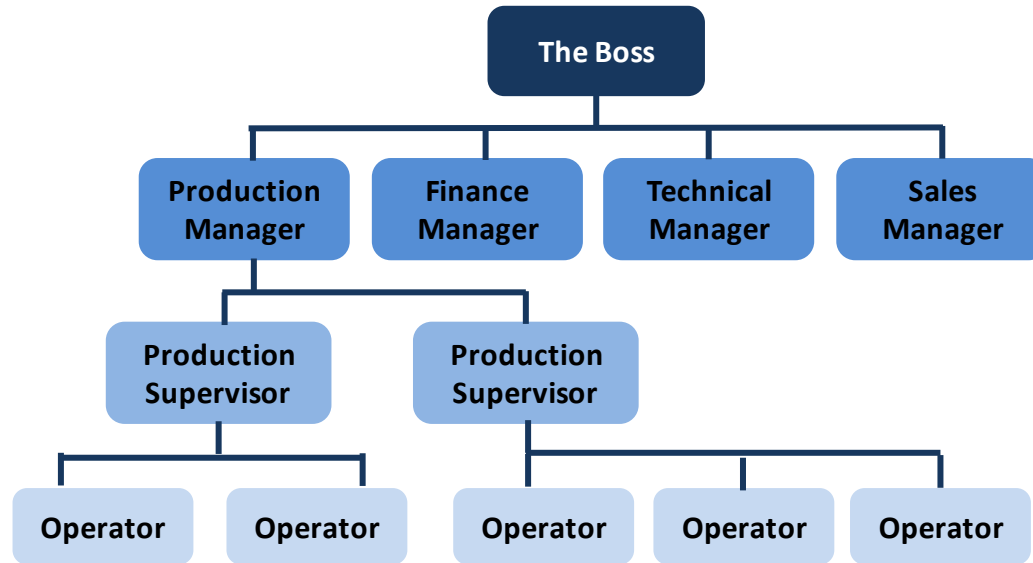 The Boss
Production
Manager
Finance
Manager
Technical
Manager
Sales
Manager
Production
Supervisor
Production
Supervisor
Operator
Operator
Operator
Operator
Operator